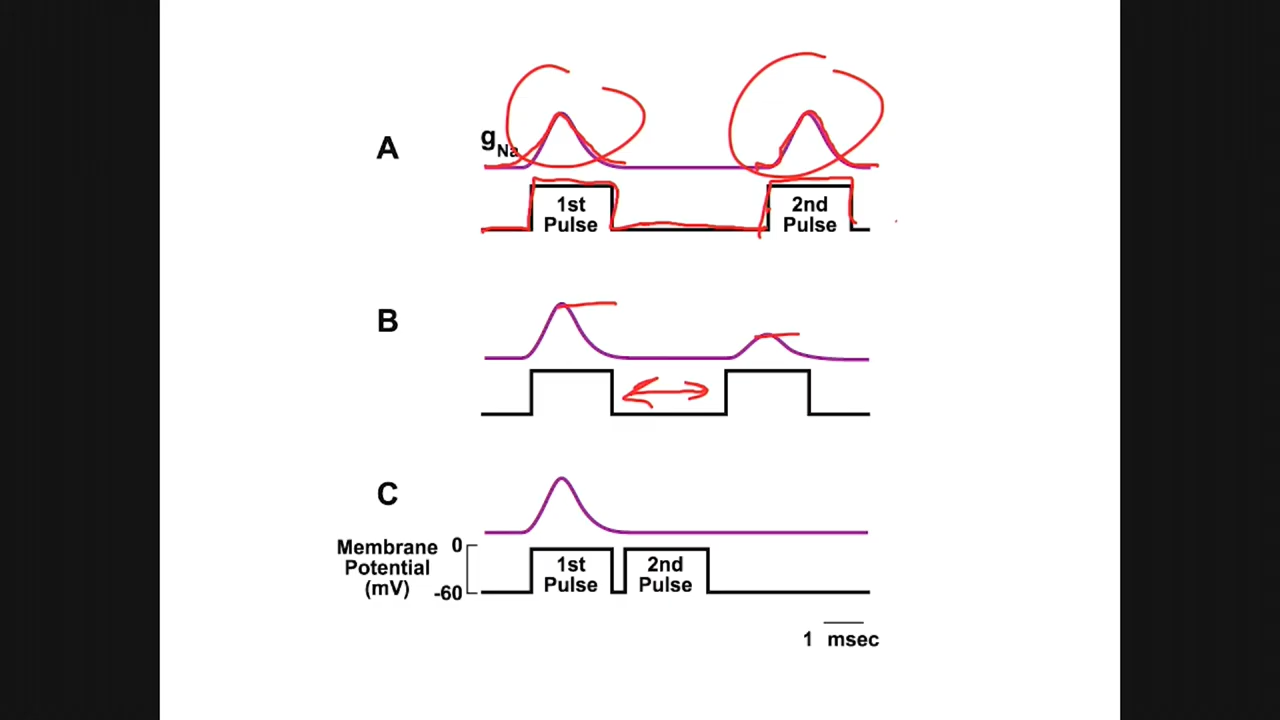 A
gNa
1st
Pulse
2nd
Pulse
B
C
Membrane
Potential
(mV)
0
-60
1st
Pulse
2nd
Pulse
1 msec